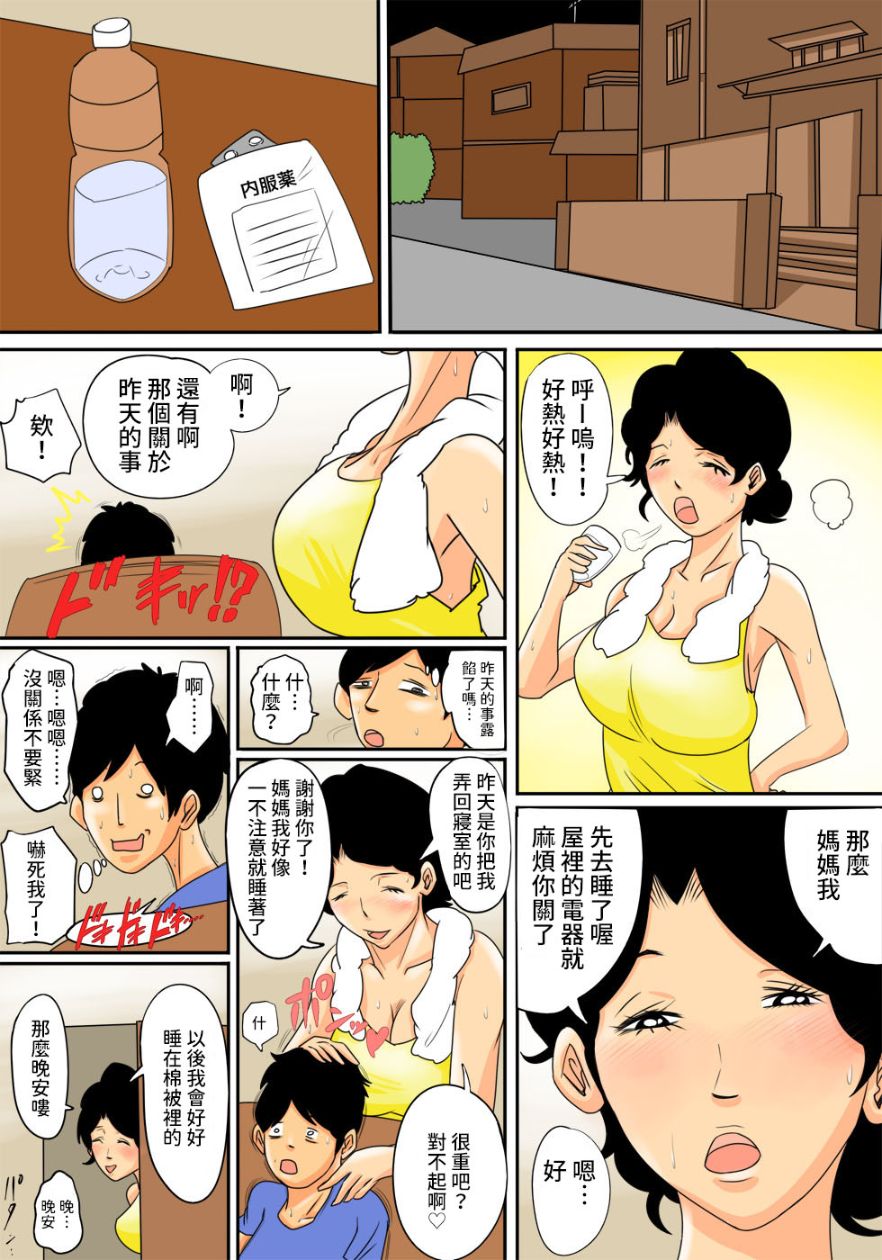 内服薬
呼ー嗚！！
好熱好熱！
啊！
還有啊
那個關於
昨天的事
欸！
ドキッ！？
那麼
媽媽我
先去睡了喔
屋裡的電器就
麻煩你關了
嗯…
好
昨天的事露
餡了嗎…
什…
什麼？
昨天是你把我
弄回寢室的吧
謝謝你了！
媽媽我好像
一不注意就睡著了
ポンッ
什
很重吧？
對不起啊♡
啊……
嗯…嗯嗯……
沒關係不要緊
嚇死我了！
ドキドキドキ……
以後我會好好
睡在棉被裡的
那麼晚安嘍
晚…
晚安
パタン…